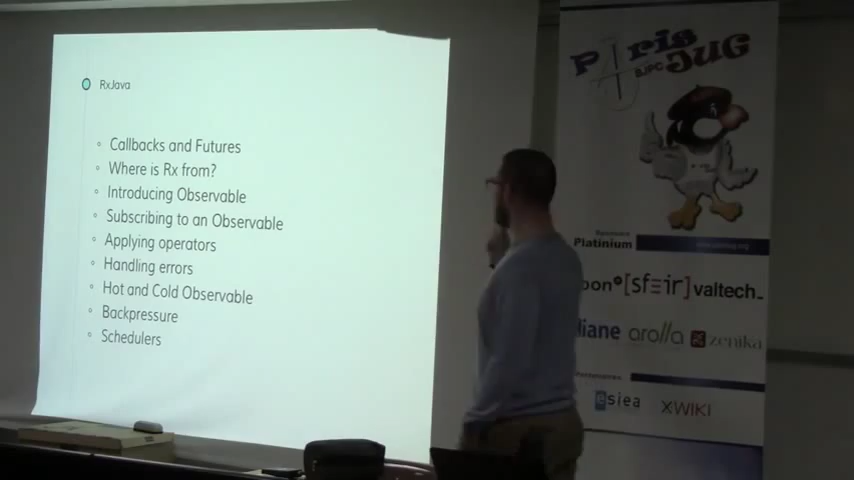 RxJava
Callbacks and Futures
Where is Rx from?
Introducing Observable
Subscribing to an Observable
Applying operators
Handling errors
Hot and Cold Observable
Backpressure
Schedulers
Paris
JUG
Platinium
[sfeir]
valtech_
arolla
zenika
esiea
XWIKI